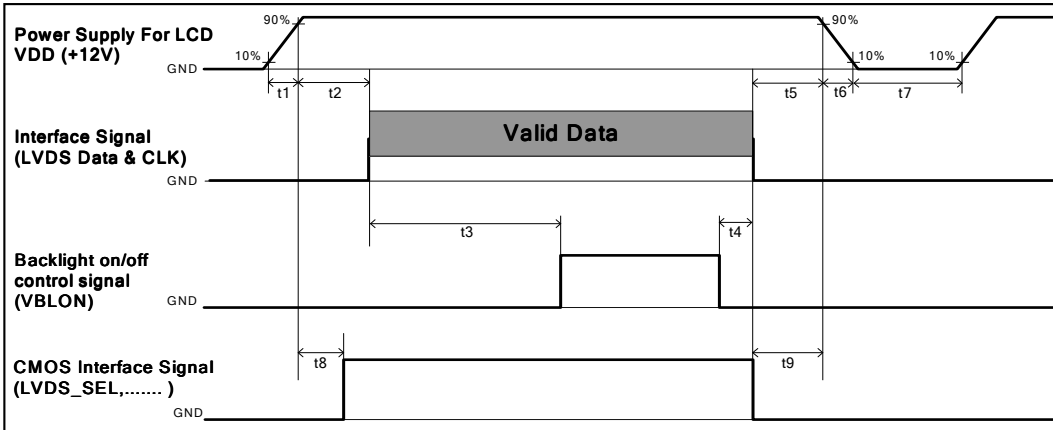 Power Supply For LCD
VDD (+12V)
90%
90%
10%
10%
10%
GND
t1
t2
t5
t6
t7
Valid Data
Interface Signal
(LVDS Data & CLK)
GND
t3
t4
Backlight on/off
control signal
(VBLON)
GND
t8
t9
CMOS Interface Signal
(LVDS_SEL,....... )
GND